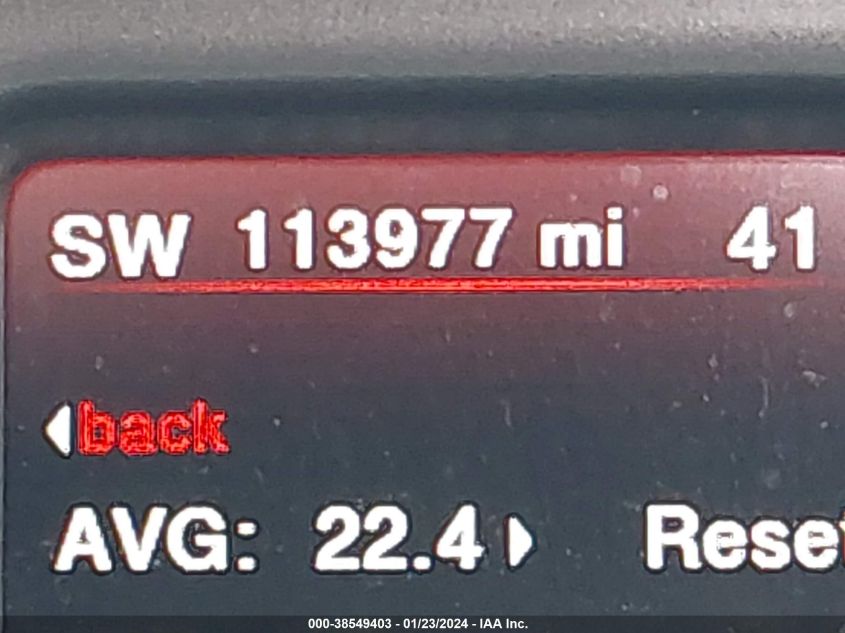 SW 113977 mi 41
back
AVG: 22.4 Reset
000-38549403 - 01/23/2024 - IAA Inc.